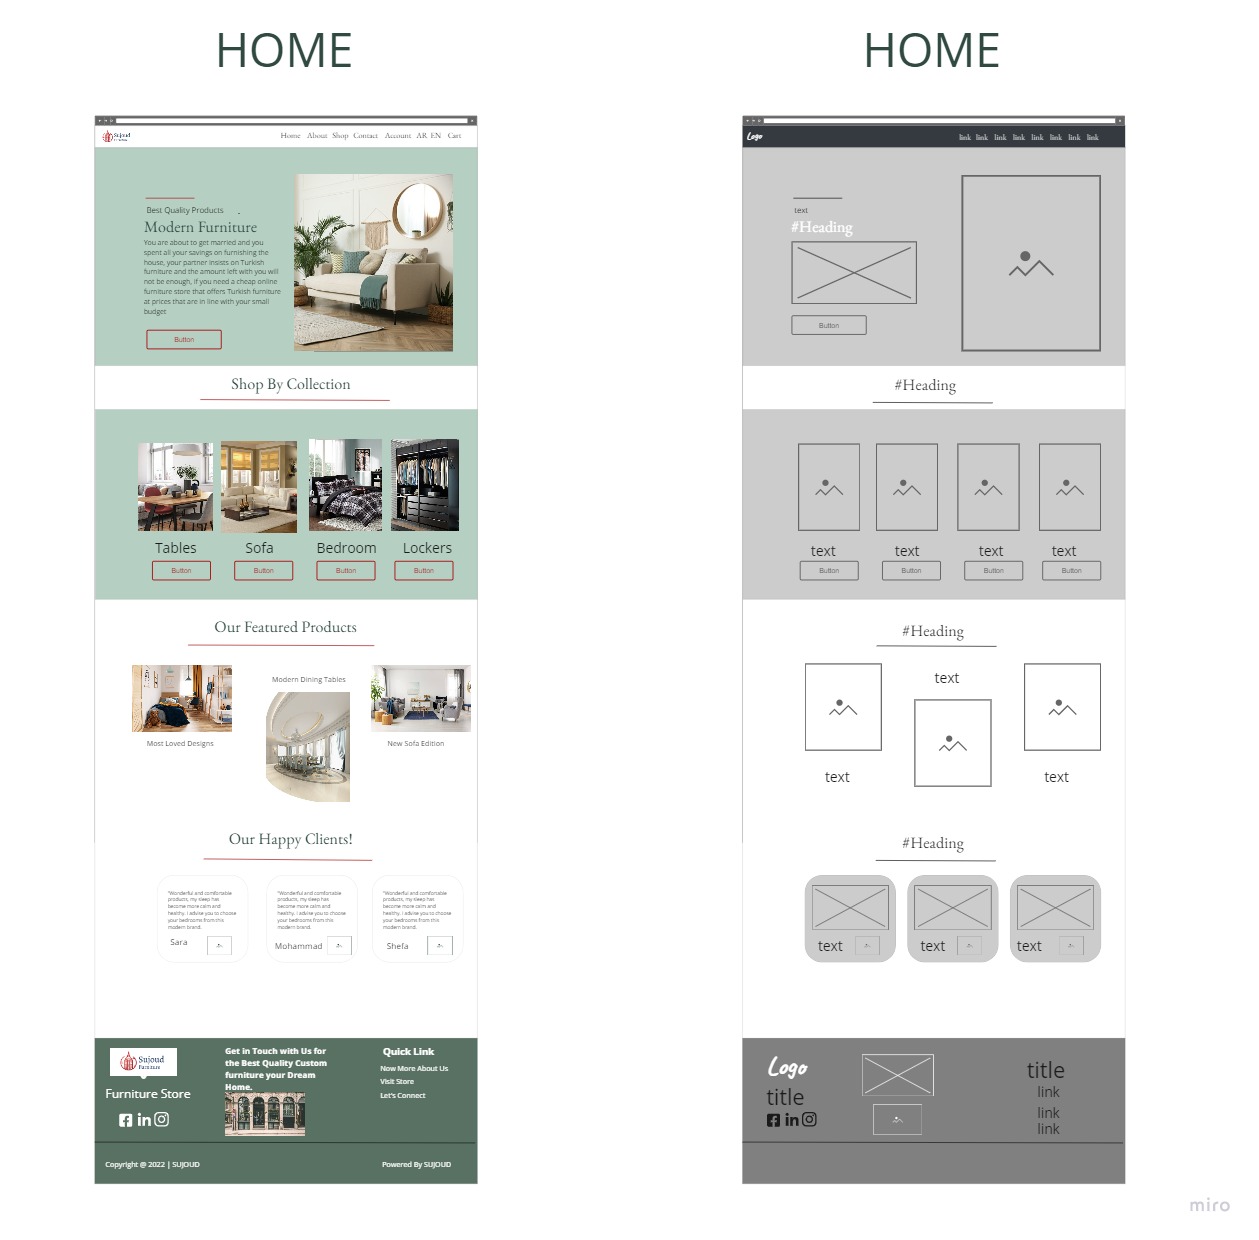 HOME
Sujoud
Home About Shop Contact Account AR EN Cart
Best Quality Products .
Modern Furniture
You are about to get married and you
spent all your savings on furnishing the
house, your partner insists on Turkish
furniture and the amount left with you will
not be enough, if you need a cheap online
furniture store that offers Turkish furniture
at prices that are in line with your small
budget
Button
Shop By Collection
Tables Sofa Bedroom Lockers
Button Button Button Button
Our Featured Products
Modern Dining Tables
Most Loved Designs
New Sofa Edition
Our Happy Clients!
"Wonderful and comfortable
products, my sleep has
become more calm and
healthy. I advise you to choose
your bedrooms from this
modern brand.
Sara
"Wonderful and comfortable
products, my sleep has
become more calm and
healthy. I advise you to choose
your bedrooms from this
modern brand.
Mohammad
"Wonderful and comfortable
products, my sleep has
become more calm and
healthy. I advise you to choose
your bedrooms from this
modern brand.
Shefa
Sujoud
Furniture
Furniture Store
in
Get in Touch with Us for
the Best Quality Custom
furniture your Dream
Home.
Quick Link
Now More About Us
Visit Store
Let's Connect
Copyright @ 2022 | SUJOUD
Powered By SUJOUD
HOME
Logo
link link link link link link link link
text
#Heading
Button
#Heading
text text text text
Button Button Button Button
#Heading
text
text
text
#Heading
text text text
Logo
title
in
title
link
link
link
miro